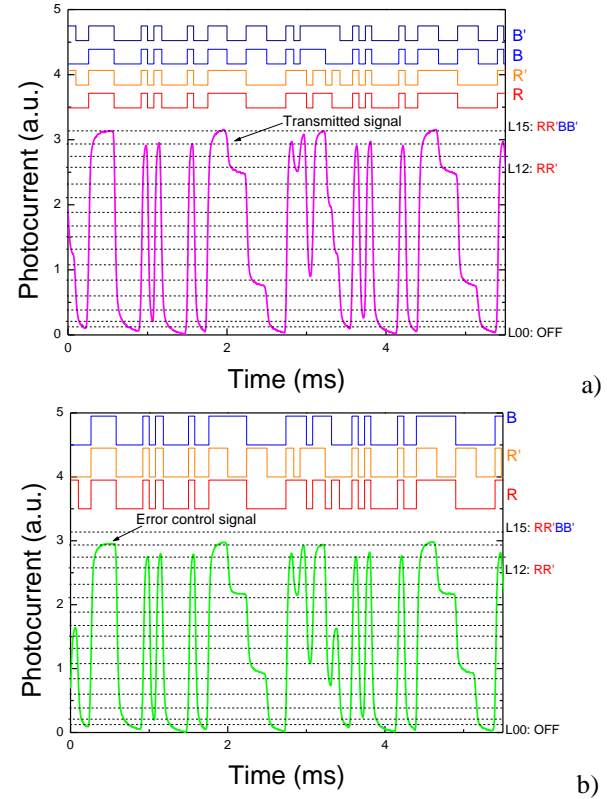 a
5
B'
B
4
R'
R
Transmitted signal
L15: RR'BB'
3
L12: RR'
2
1
0
L00: OFF
Photocurrent (a.u.)
0
2
4
Time (ms)
a)
5
B
R'
4
R
Error control signal
L15: RR'BB'
3
L12: RR'
2
1
0
L00: OFF
Photocurrent (a.u.)
0
2
4
Time (ms)
b)